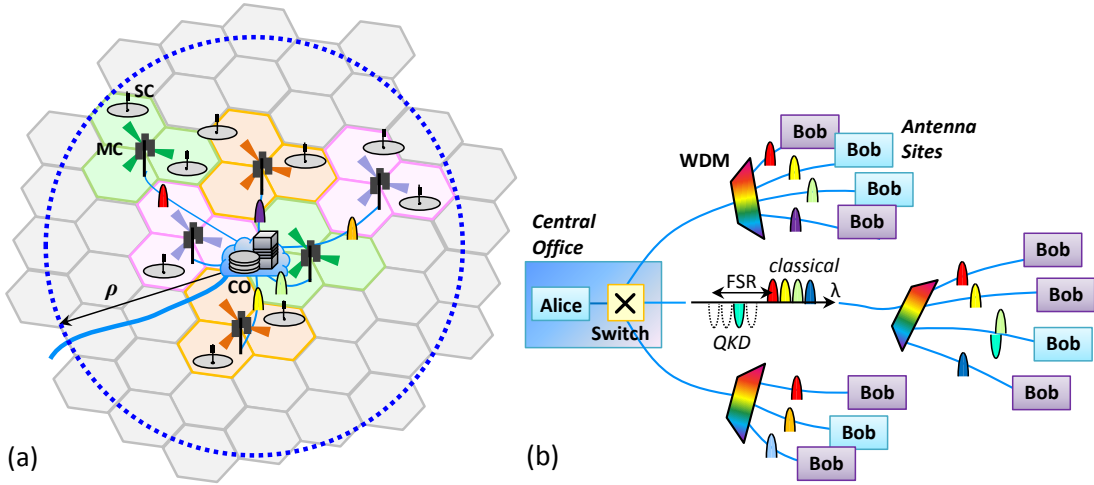 SC
MC
CO
ρ
(a)
Central
Office
Alice
Switch
WDM
Bob
Bob
Bob
Bob
Antenna
Sites
FSR
classical
λ
QKD
Bob
Bob
Bob
Bob
Bob
Bob
Bob
(b)